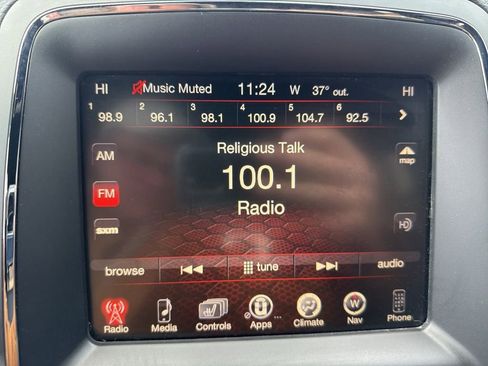 HI Music Muted 11:24 W 37° out. HI
1 2 3 4 5 6
98.9 96.1 98.1 100.9 104.7 92.5
Religious Talk
AM map
100.1
FM
Radio
sxm HD
browse tune audio
Radio Media Controls Apps Climate Nav Phone